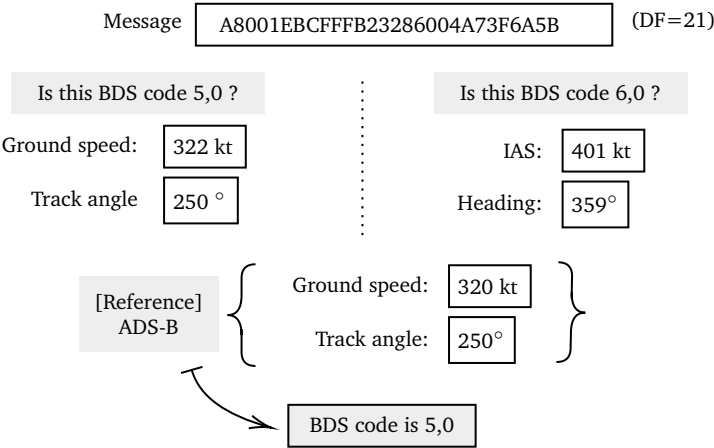 Message A8001EBCFFFB23286004A73F6A5B (DF=21)
Is this BDS code 5,0 ? Is this BDS code 6,0 ?
Ground speed: 322 kt IAS: 401 kt
Track angle 250 ° Heading: 359°
[Reference]
ADS-B
Ground speed: 320 kt
Track angle: 250°
BDS code is 5,0